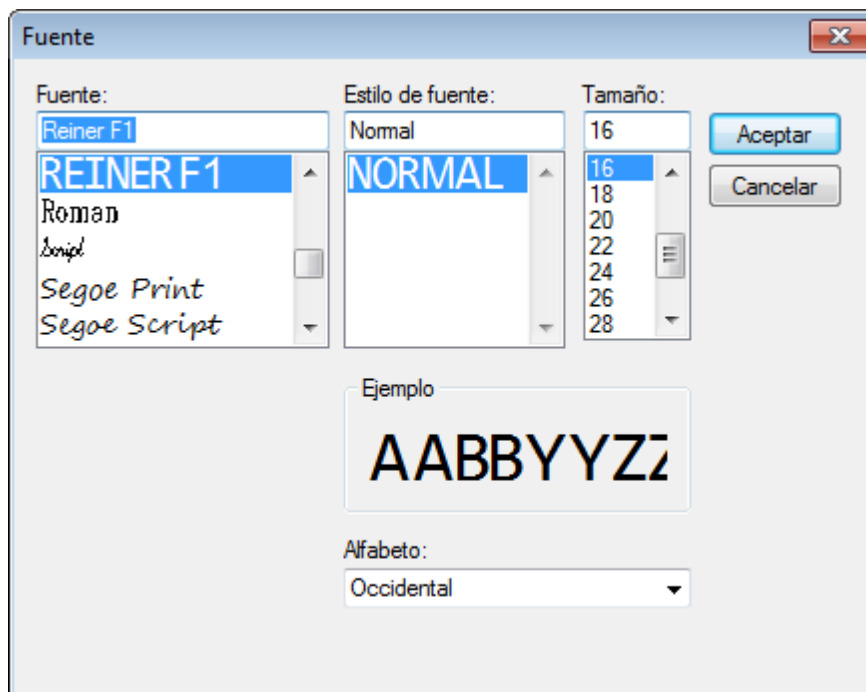 Fuente
Fuente:
Reiner F1
REINER F1
Roman
Script
Segoe Print
Segoe Script
Estilo de fuente:
Normal
NORMAL
Tamaño:
16
16
18
20
22
24
26
28
Aceptar
Cancelar
Ejemplo
AABBYYZZ
Alfabeto:
Occidental